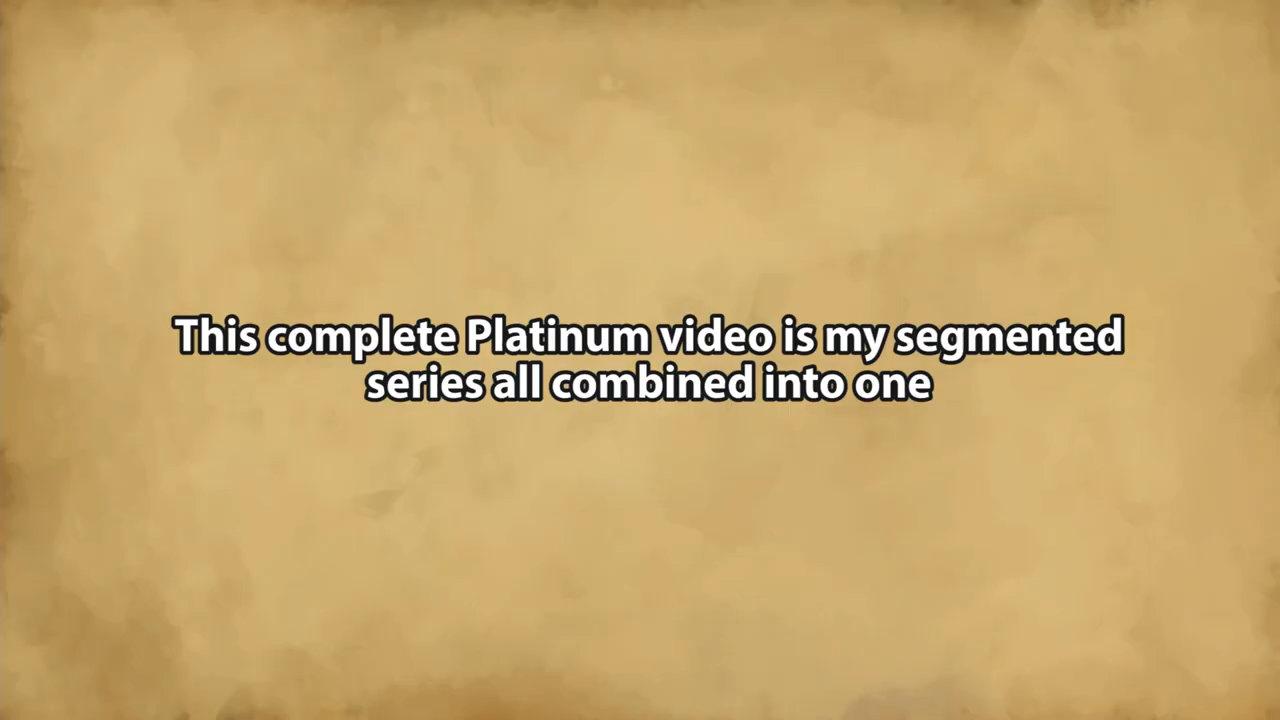 This complete Platinum video is my segmented
series all combined into one